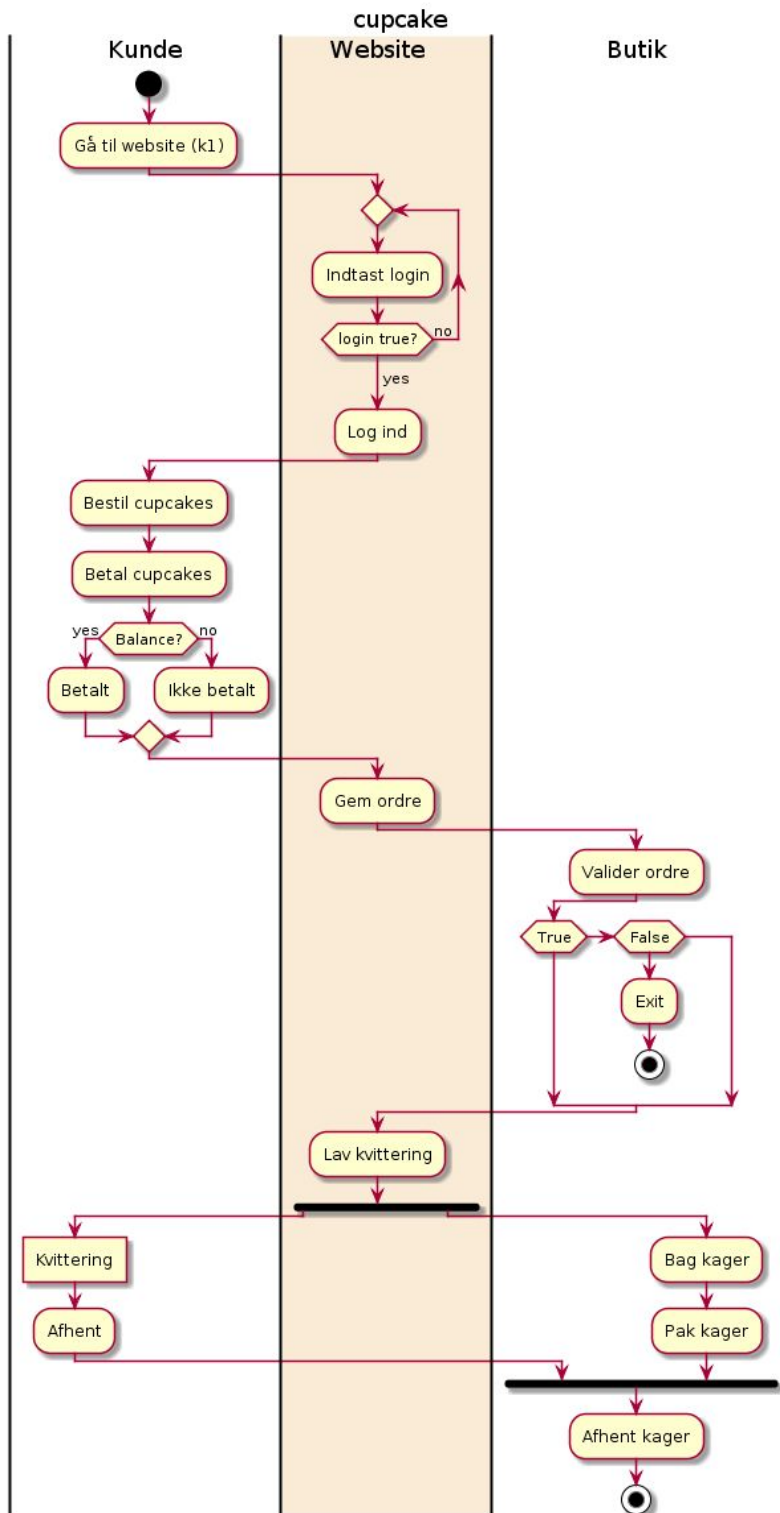 cupcake
Kunde
Website
Butik
Gå til website (k1)
Indtast login
login true?
no
yes
Log ind
Bestil cupcakes
Betal cupcakes
yes
Balance?
no
Betalt
Ikke betalt
Gem ordre
Valider ordre
True
False
Exit
Lav kvittering
Kvittering
Bag kager
Afhent
Pak kager
Afhent kager